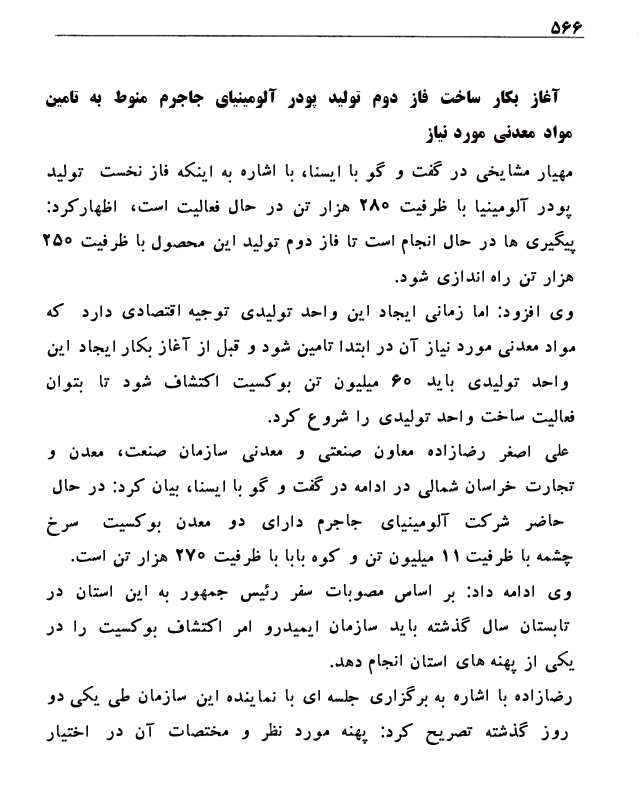 ۵۶۶
آغاز بکار ساخت فاز دوم تولید پودر آلومینیای جاجرم منوط به تامین
مواد معدنی مورد نیاز
مهیار مشایخی در گفت و گو با ایسنا، با اشاره به اینکه فاز نخست تولید
پودر آلومینیا با ظرفیت ۲۸۰ هزار تن در حال فعالیت است، اظهارکرد:
پیگیری ها در حال انجام است تا فاز دوم تولید این محصول با ظرفیت ۲۵۰
هزار تن راه اندازی شود.
وی افزود: اما زمانی ایجاد این واحد تولیدی توجیه اقتصادی دارد که
مواد معدنی مورد نیاز آن در ابتدا تامین شود و قبل از آغاز بکار ایجاد این
واحد تولیدی باید ۶۰ میلیون تن بوکسیت اکتشاف شود تا بتوان
فعالیت ساخت واحد تولیدی را شروع کرد.
علی اصغر رضازاده معاون صنعتی و معدنی سازمان صنعت، معدن و
تجارت خراسان شمالی در ادامه در گفت و گو با ایسنا، بیان کرد: در حال
حاضر شرکت آلومینیای جاجرم دارای دو معدن بوکسیت سرخ
چشمه با ظرفیت ۱۱ میلیون تن و کوه بابا با ظرفیت ۲۷۰ هزار تن است.
وی ادامه داد: بر اساس مصوبات سفر رئیس جمهور به این استان در
تابستان سال گذشته باید سازمان ایمیدرو امر اکتشاف بوکسیت را در
یکی از پهنه های استان انجام دهد.
رضازاده با اشاره به برگزاری جلسه ای با نماینده این سازمان طی یکی دو
روز گذشته تصریح کرد: پهنه مورد نظر و مختصات آن در اختیار